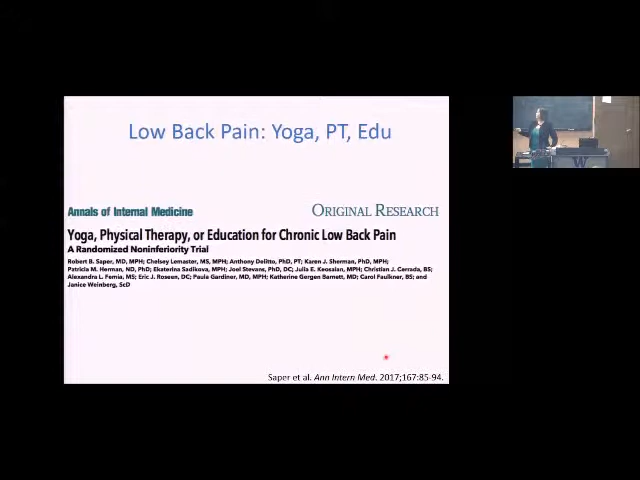 Low Back Pain: Yoga, PT, Edu
Annals of Internal Medicine
ORIGINAL RESEARCH
Yoga, Physical Therapy, or Education for Chronic Low Back Pain
A Randomized Noninferiority Trial
Robert B. Saper, MD, MPH; Chelsey Lemaster, MS, MPH; Anthony Delitto, PhD, PT; Karen J. Sherman, PhD, MPH;
Patricia M. Herman, ND, PhD; Ekaterina Sadikova, MPH; Joel Stevans, PhD, DC; Julia E. Keosaian, MPH; Christian J. Cerrada, BS;
Alexandra L. Femia, MS; Eric J. Roseen, DC; Paula Gardiner, MD, MPH; Katherine Gergen Barnett, MD; Carol Faulkner, BS; and
Janice Weinberg, ScD
Saper et al. Ann Intern Med. 2017;167:85-94.
W